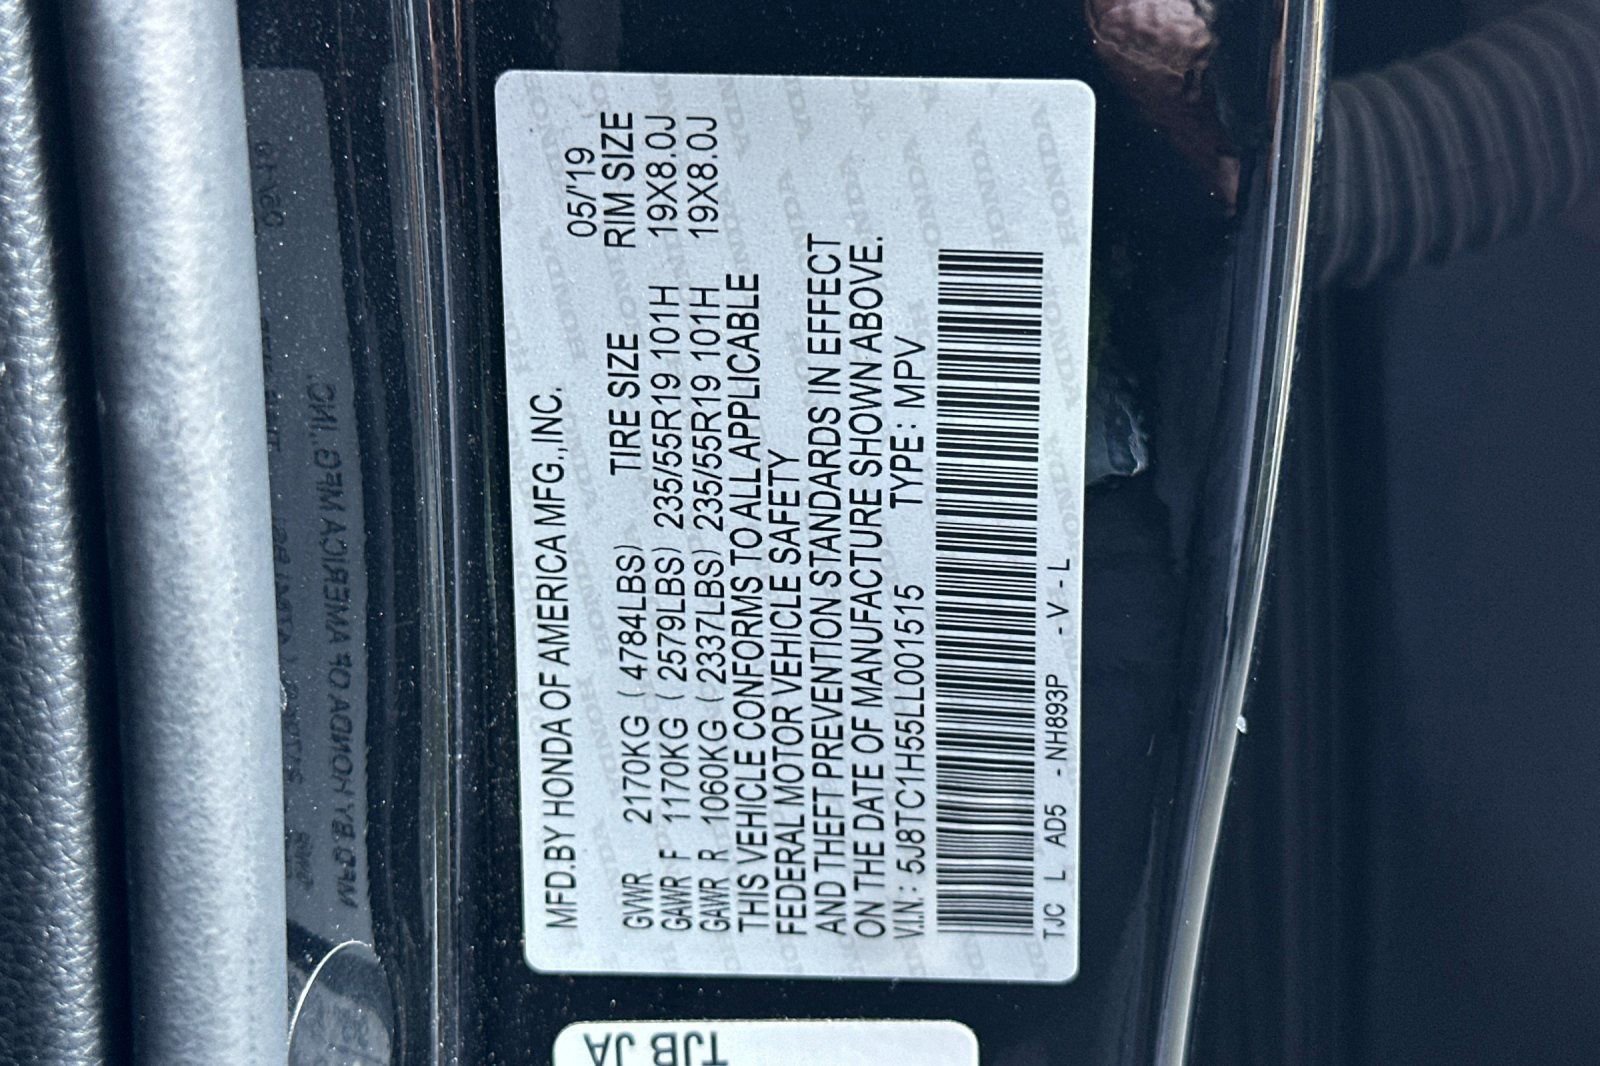 MFD.BY HONDA OF AMERICA MFG.,INC.
05/'19
GVWR 2170KG ( 4784LBS) TIRE SIZE RIM SIZE
GAWR F 1170KG ( 2579LBS) 235/55R19 101H 19X8.0J
GAWR R 1060KG ( 2337LBS) 235/55R19 101H 19X8.0J
THIS VEHICLE CONFORMS TO ALL APPLICABLE
FEDERAL MOTOR VEHICLE SAFETY
AND THEFT PREVENTION STANDARDS IN EFFECT
ON THE DATE OF MANUFACTURE SHOWN ABOVE.
V.I.N.: 5J8TC1H55LL001515 TYPE : MPV
TJC L AD5 - NH893P - V - L
TJB JA